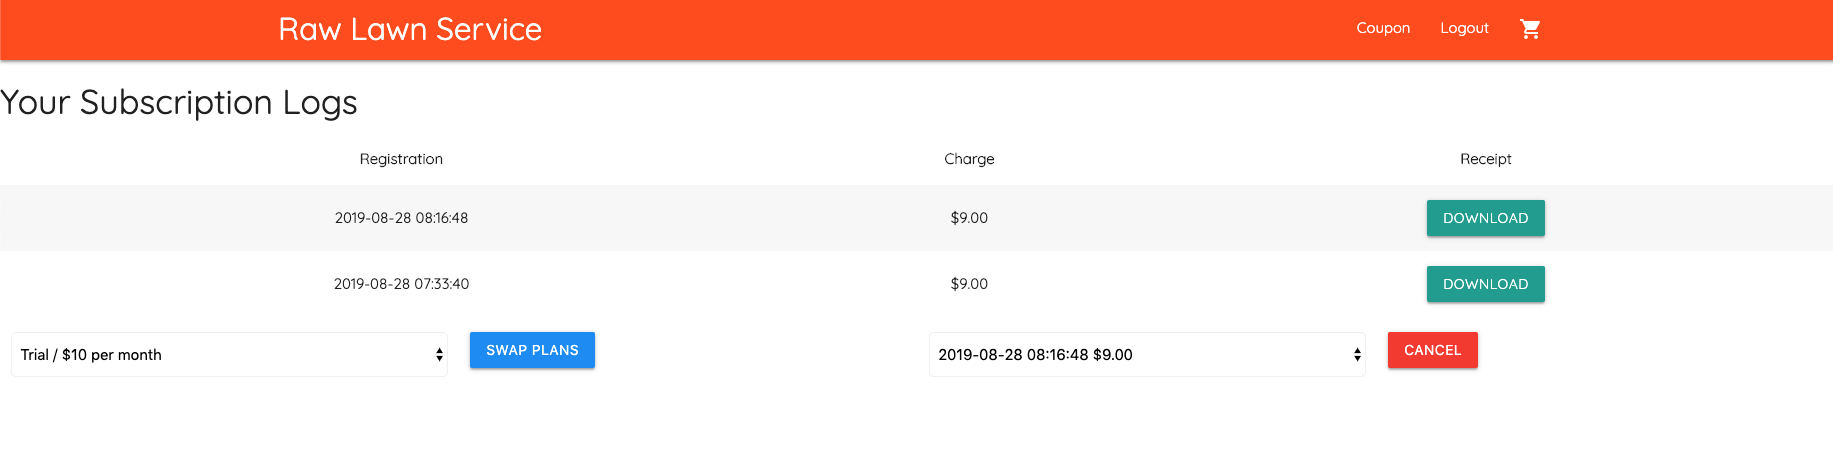 Raw Lawn Service Coupon Logout
Your Subscription Logs
Registration Charge Receipt
2019-08-28 08:16:48 $9.00 DOWNLOAD
2019-08-28 07:33:40 $9.00 DOWNLOAD
Trial / $10 per month SWAP PLANS 2019-08-28 08:16:48 $9.00 CANCEL